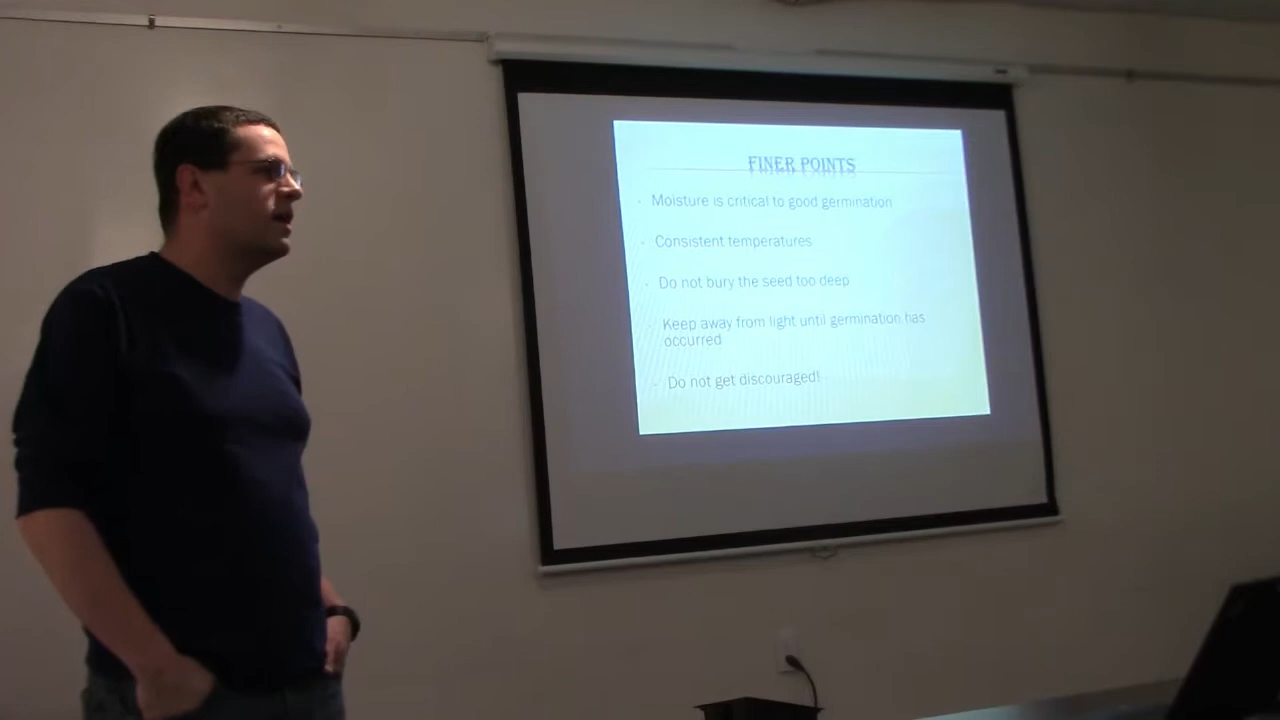 FINER POINTS
· Moisture is critical to good germination
· Consistent temperatures
· Do not bury the seed too deep
· Keep away from light until germination has
occurred
· Do not get discouraged!